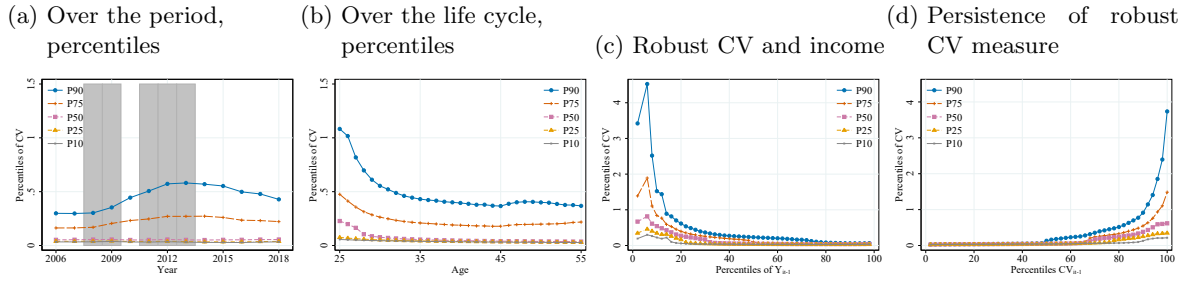 (a) Over the period, percentiles
Percentiles of CV
1.5
1
.5
0
P90
P75
P50
P25
P10
2006
2009
2012
2015
2018
Year
(b) Over the life cycle, percentiles
Percentiles of CV
1.5
1
.5
0
P90
P75
P50
P25
P10
25
35
45
55
Age
(c) Robust CV and income
Percentiles of CV
4
3
2
1
0
P90
P75
P50
P25
P10
0
20
40
60
80
100
Percentiles of Yit-1
(d) Persistence of robust CV measure
Percentiles of CV
4
3
2
1
0
P90
P75
P50
P25
P10
0
20
40
60
80
100
Percentiles CVit-1